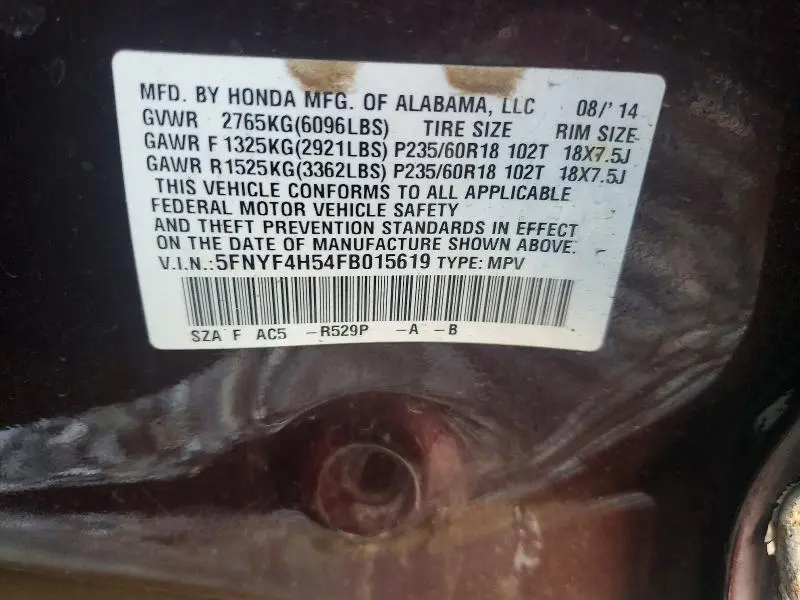 MFD. BY HONDA MFG. OF ALABAMA, LLC 08/'14
GVWR 2765KG(6096LBS) TIRE SIZE RIM SIZE
GAWR F 1325KG(2921LBS) P235/60R18 102T 18X7.5J
GAWR R 1525KG(3362LBS) P235/60R18 102T 18X7.5J
THIS VEHICLE CONFORMS TO ALL APPLICABLE
FEDERAL MOTOR VEHICLE SAFETY
AND THEFT PREVENTION STANDARDS IN EFFECT
ON THE DATE OF MANUFACTURE SHOWN ABOVE.
V.I.N.:5FNYF4H54FB015619 TYPE: MPV
SZA F AC5 -R529P -A -B